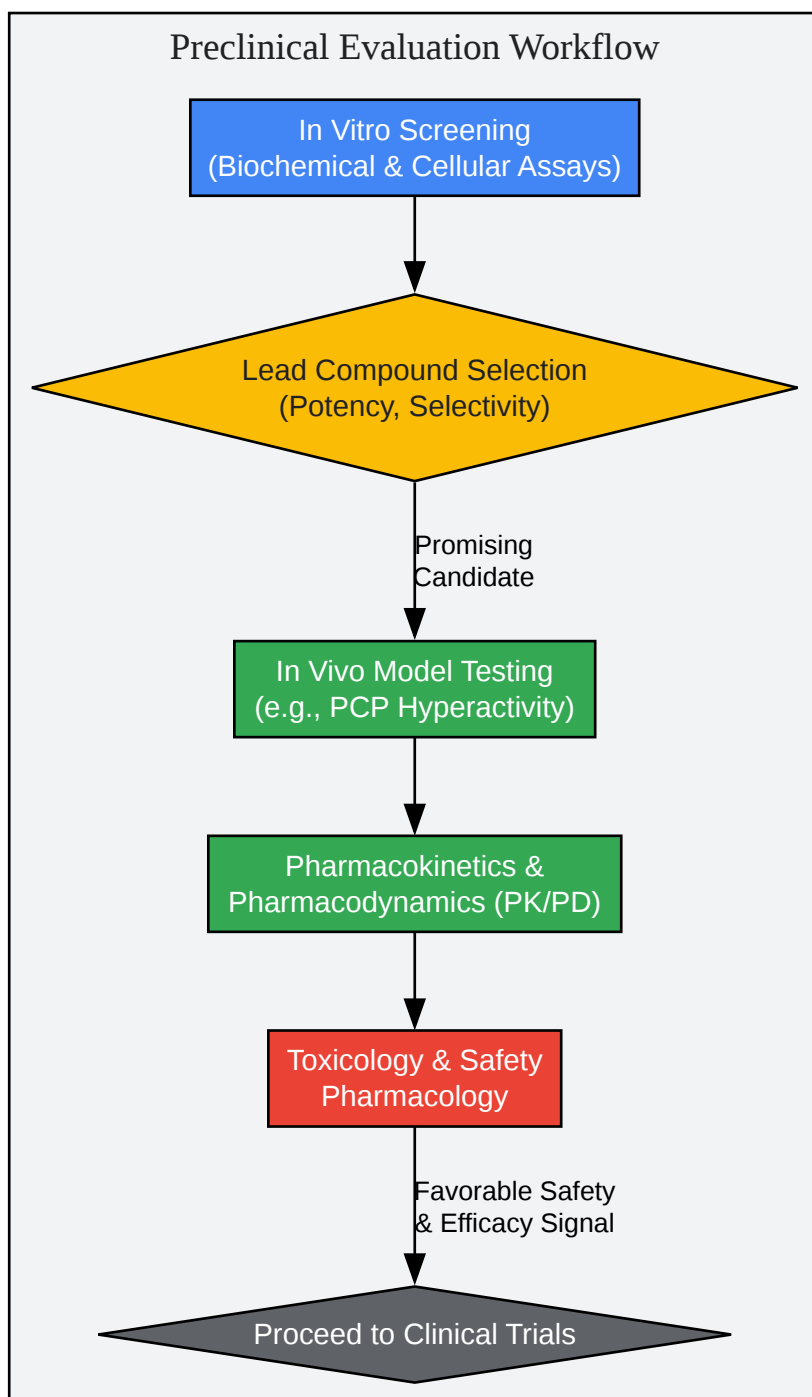 Preclinical Evaluation Workflow
In Vitro Screening
(Biochemical & Cellular Assays)
Lead Compound Selection
(Potency, Selectivity)
Promising
Candidate
In Vivo Model Testing
(e.g., PCP Hyperactivity)
Pharmacokinetics &
Pharmacodynamics (PK/PD)
Toxicology & Safety
Pharmacology
Favorable Safety
& Efficacy Signal
Proceed to Clinical Trials